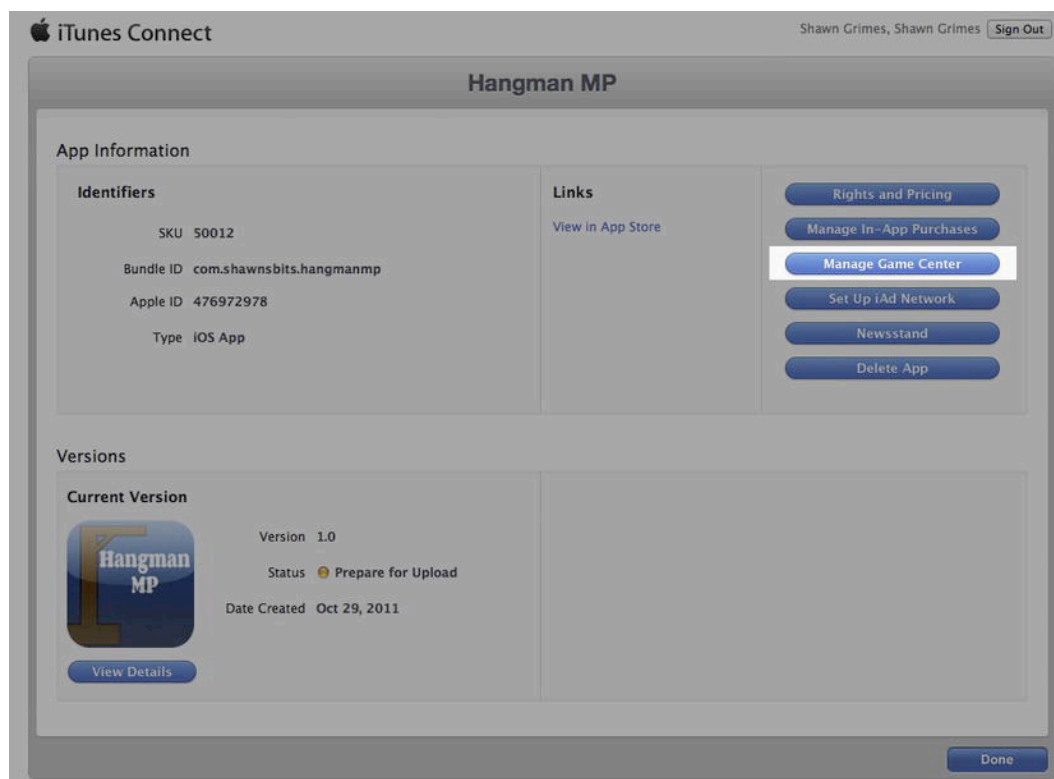 iTunes Connect
Shawn Grimes, Shawn Grimes Sign Out
Hangman MP
App Information
Identifiers
SKU 50012
Bundle ID com.shawnsbits.hangmanmp
Apple ID 476972978
Type iOS App
Links
View in App Store
Rights and Pricing
Manage In-App Purchases
Manage Game Center
Set Up iAd Network
Newsstand
Delete App
Versions
Current Version
Hangman
MP
Version 1.0
Status Prepare for Upload
Date Created Oct 29, 2011
View Details
Done